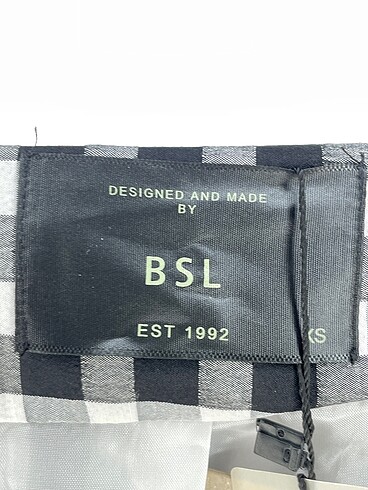 DESIGNED AND MADE
BY
BSL
EST 1992
XS